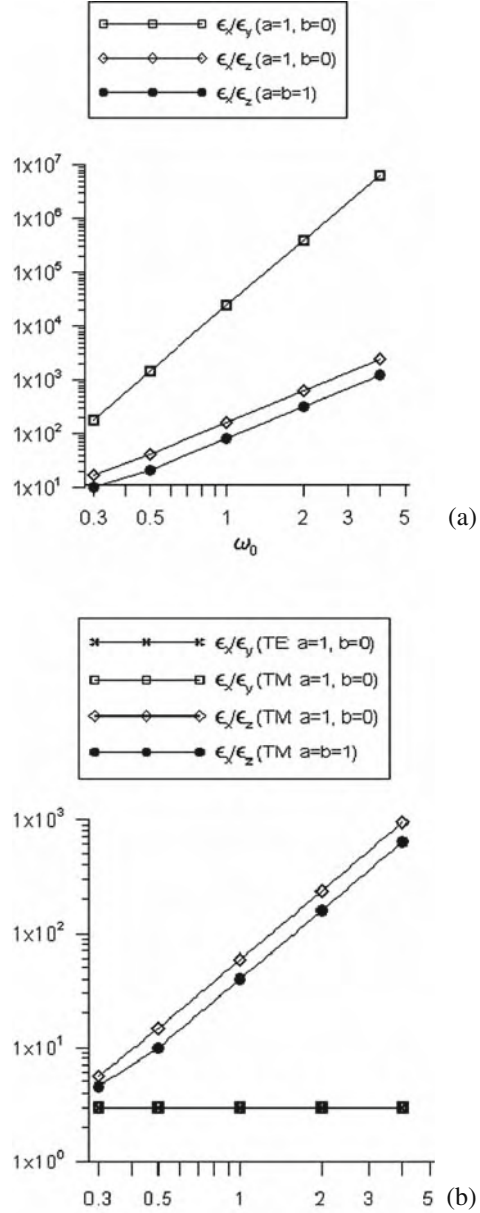 ϵx/ϵy (a=1, b=0)
ϵx/ϵz (a=1, b=0)
ϵx/ϵz (a=b=1)
1x10⁷
1x10⁶
1x10⁵
1x10⁴
1x10³
1x10²
1x10¹
0.3 0.5 1 2 3 5
ω₀
(a)
ϵx/ϵy (TE: a=1, b=0)
ϵx/ϵy (TM: a=1, b=0)
ϵx/ϵz (TM: a=1, b=0)
ϵx/ϵz (TM: a=b=1)
1x10³
1x10²
1x10¹
1x10⁰
0.3 0.5 1 2 3 5
(b)